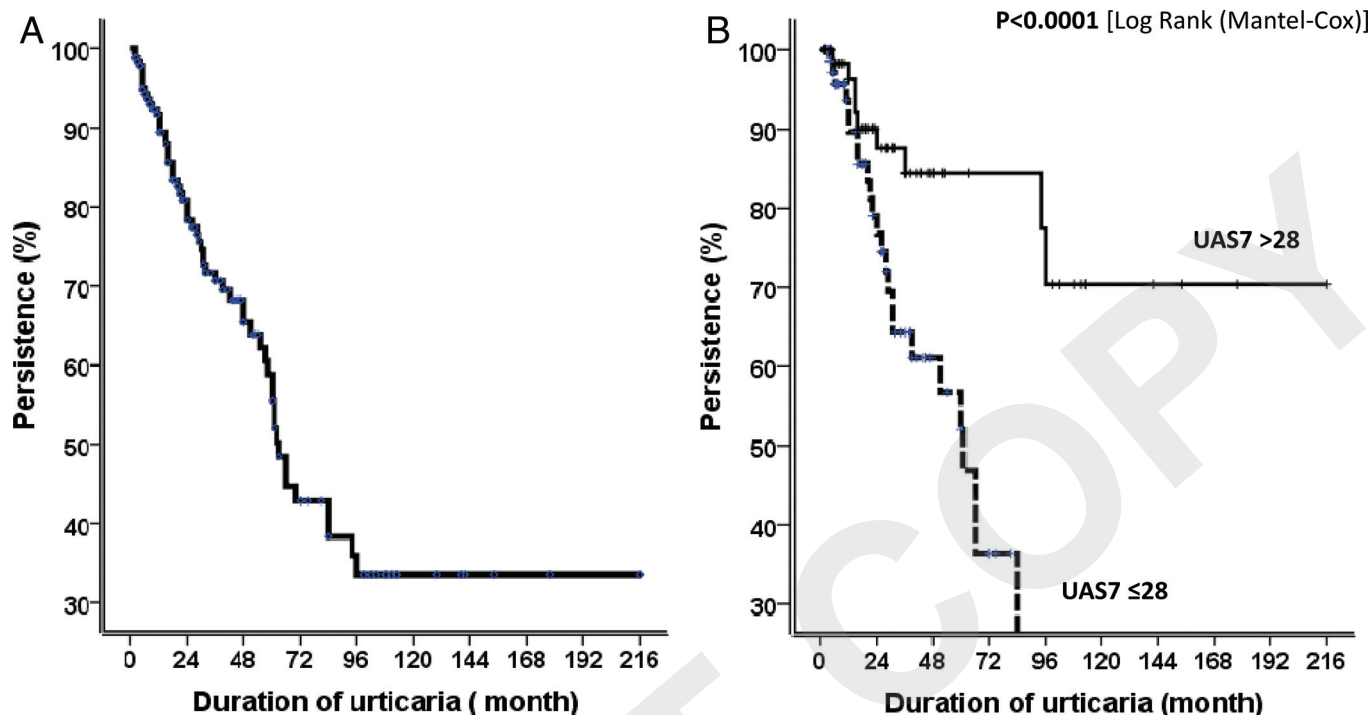 A
100
90
80
70
60
50
40
30
Persistence (%)
0 24 48 72 96 120 144 168 192 216
Duration of urticaria ( month)
B
P<0.0001 [Log Rank (Mantel-Cox)]
100
90
80
70
60
50
40
30
Persistence (%)
UAS7 >28
UAS7 ≤28
0 24 48 72 96 120 144 168 192 216
Duration of urticaria (month)
COPY